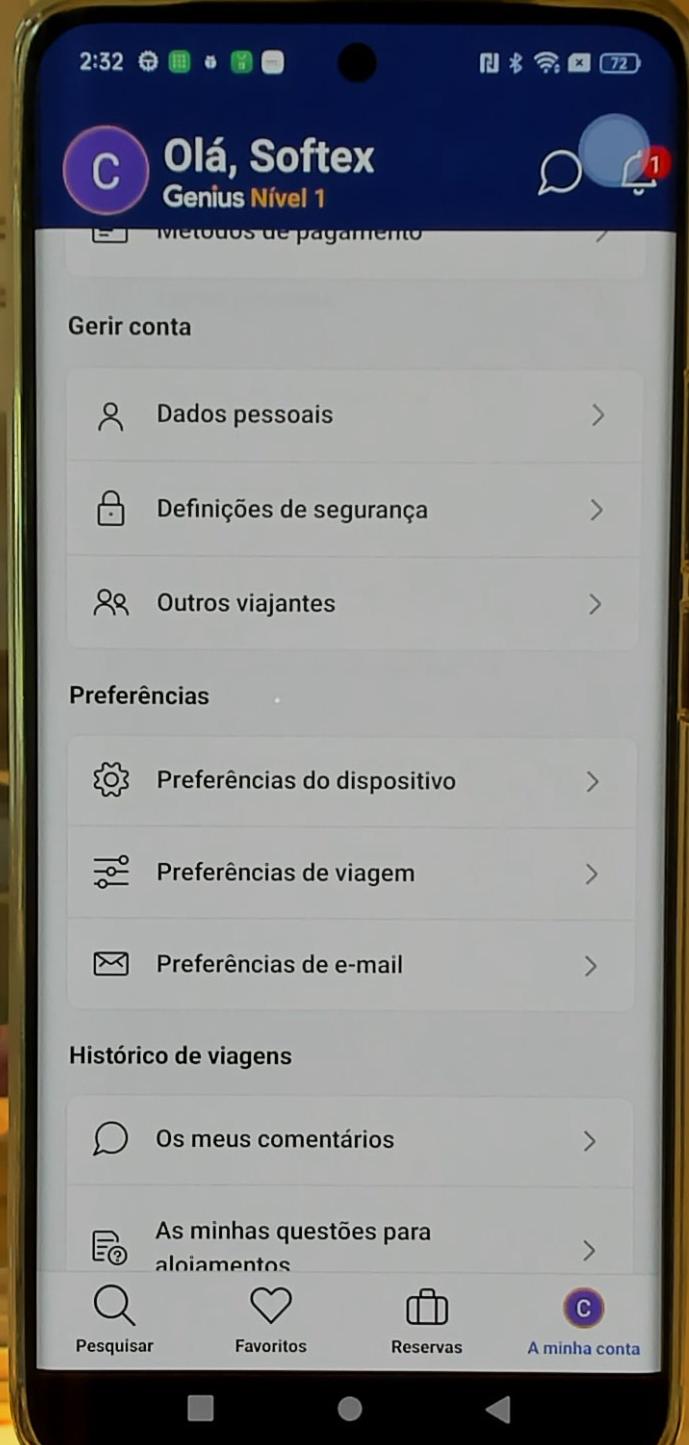 2:32
72
C
Olá, Softex
Genius Nível 1
1
Métodos de pagamento
Gerir conta
Dados pessoais
Definições de segurança
Outros viajantes
Preferências
Preferências do dispositivo
Preferências de viagem
Preferências de e-mail
Histórico de viagens
Os meus comentários
As minhas questões para
alojamentos
C
Pesquisar
Favoritos
Reservas
A minha conta